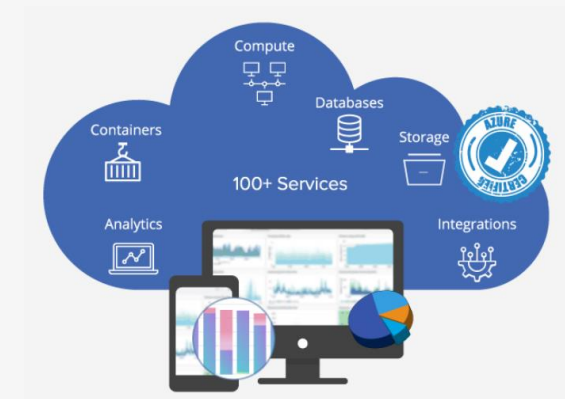 Compute
Databases
Containers
Storage
AZURE
CERTIFIED
100+ Services
Analytics
Integrations